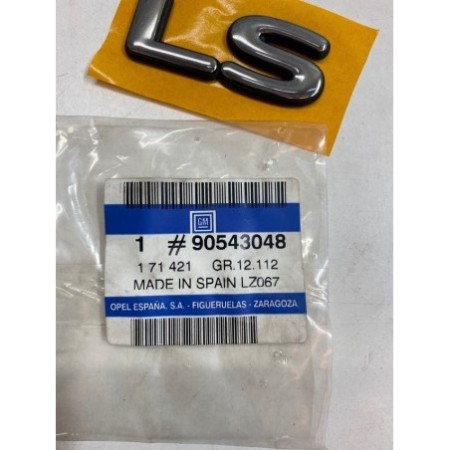 LS
GM
1 # 90543048
1 71 421 GR.12.112
MADE IN SPAIN LZ067
OPEL ESPAÑA, S.A. - FIGUERUELAS - ZARAGOZA